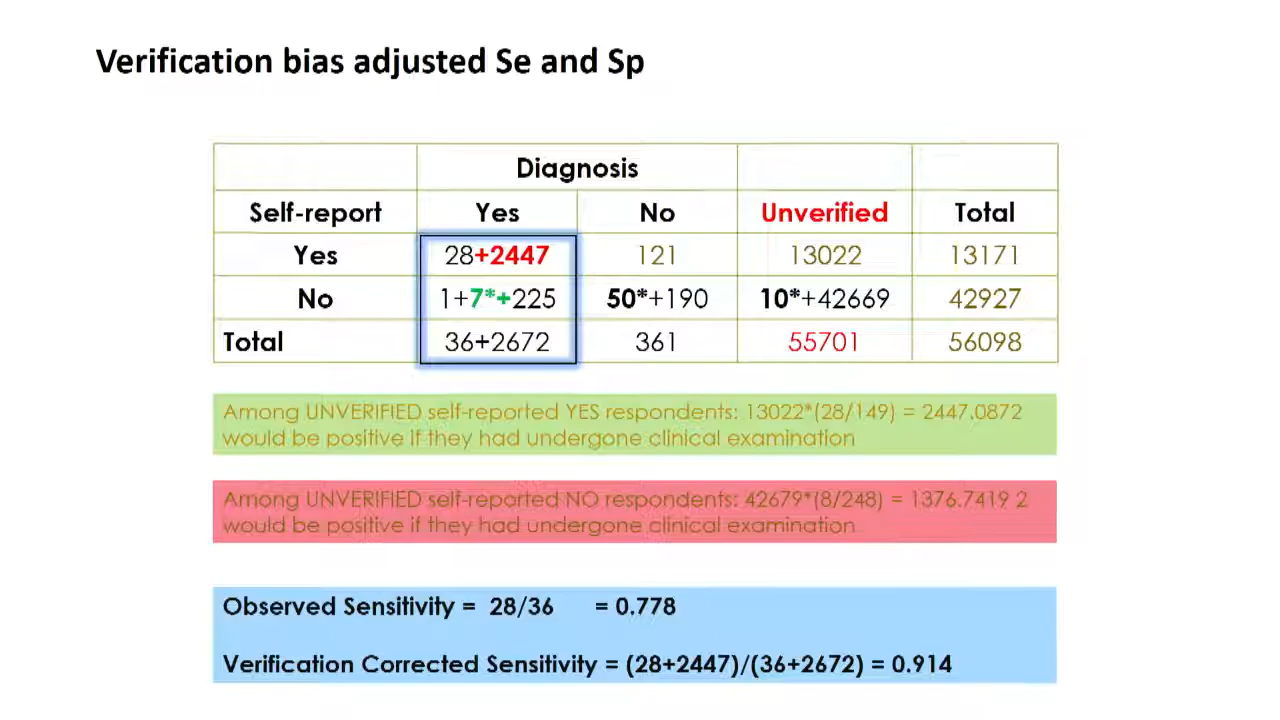 Verification bias adjusted Se and Sp
Diagnosis
Self-report Yes No Unverified Total
Yes 28+2447 121 13022 13171
No 1+7*+225 50*+190 10*+42669 42927
Total 36+2672 361 55701 56098
Among UNVERIFIED self-reported YES respondents: 13022*(28/149) = 2447.0872
would be positive if they had undergone clinical examination
Among UNVERIFIED self-reported NO respondents: 42679*(8/248) = 1376.7419 2
would be positive if they had undergone clinical examination.
Observed Sensitivity = 28/36 = 0.778
Verification Corrected Sensitivity = (28+2447)/(36+2672) = 0.914